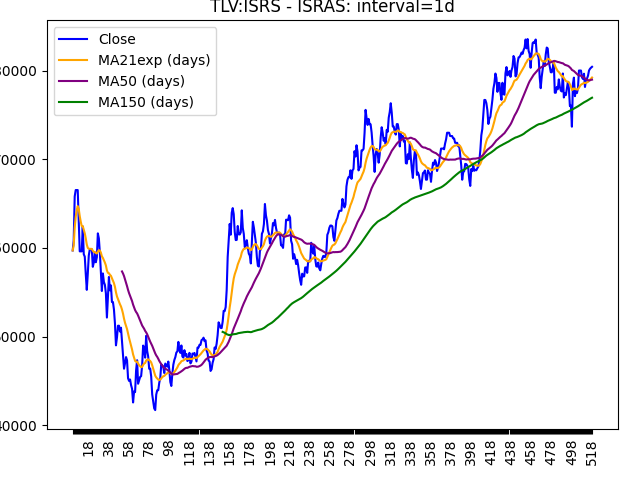 TLV:ISRS - ISRAS: interval=1d
Close
MA21exp (days)
MA50 (days)
MA150 (days)
18 38 58 78 98 118 138 158 178 198 218 238 258 278 298 318 338 358 378 398 418 438 458 478 498 518